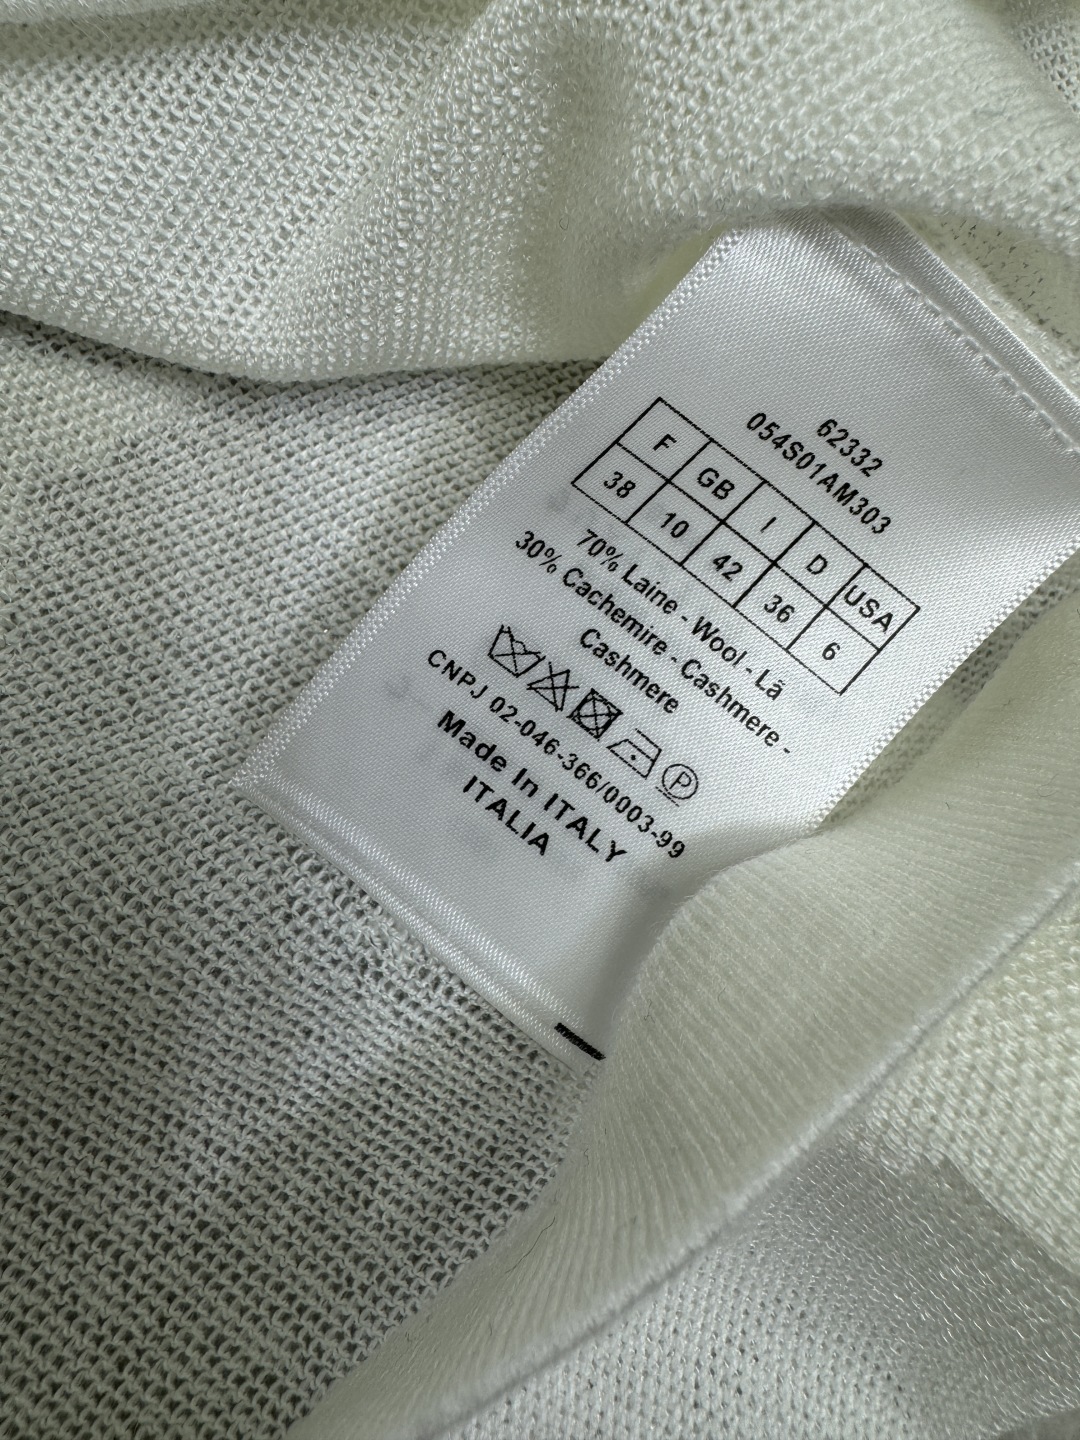 62332
054S01AM303
F GB I D USA
38 10 42 36 6
70% Laine - Wool - Lã
30% Cachemire - Cashmere -
Cashmere
P
CNPJ 02-046-366/0003-99
Made In ITALY
ITALIA